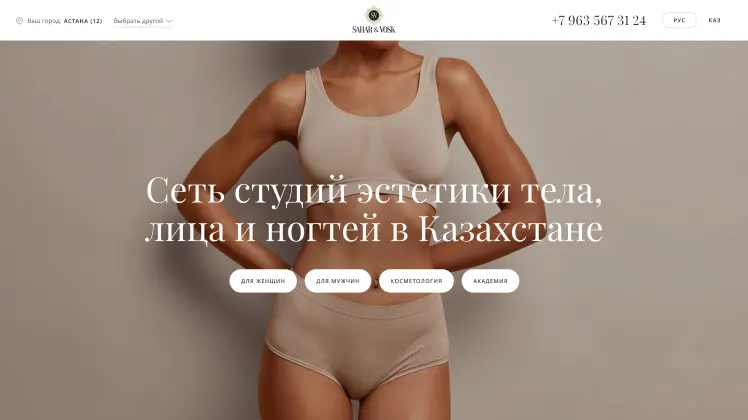 Ваш город: АСТАНА (12)
Выбрать другой
SV
SAHAR & VOSK
+7 963 567 31 24
РУС
КАЗ
Сеть студий эстетики тела,
лица и ногтей в Казахстане
ДЛЯ ЖЕНЩИН
ДЛЯ МУЖЧИН
КОСМЕТОЛОГИЯ
АКАДЕМИЯ